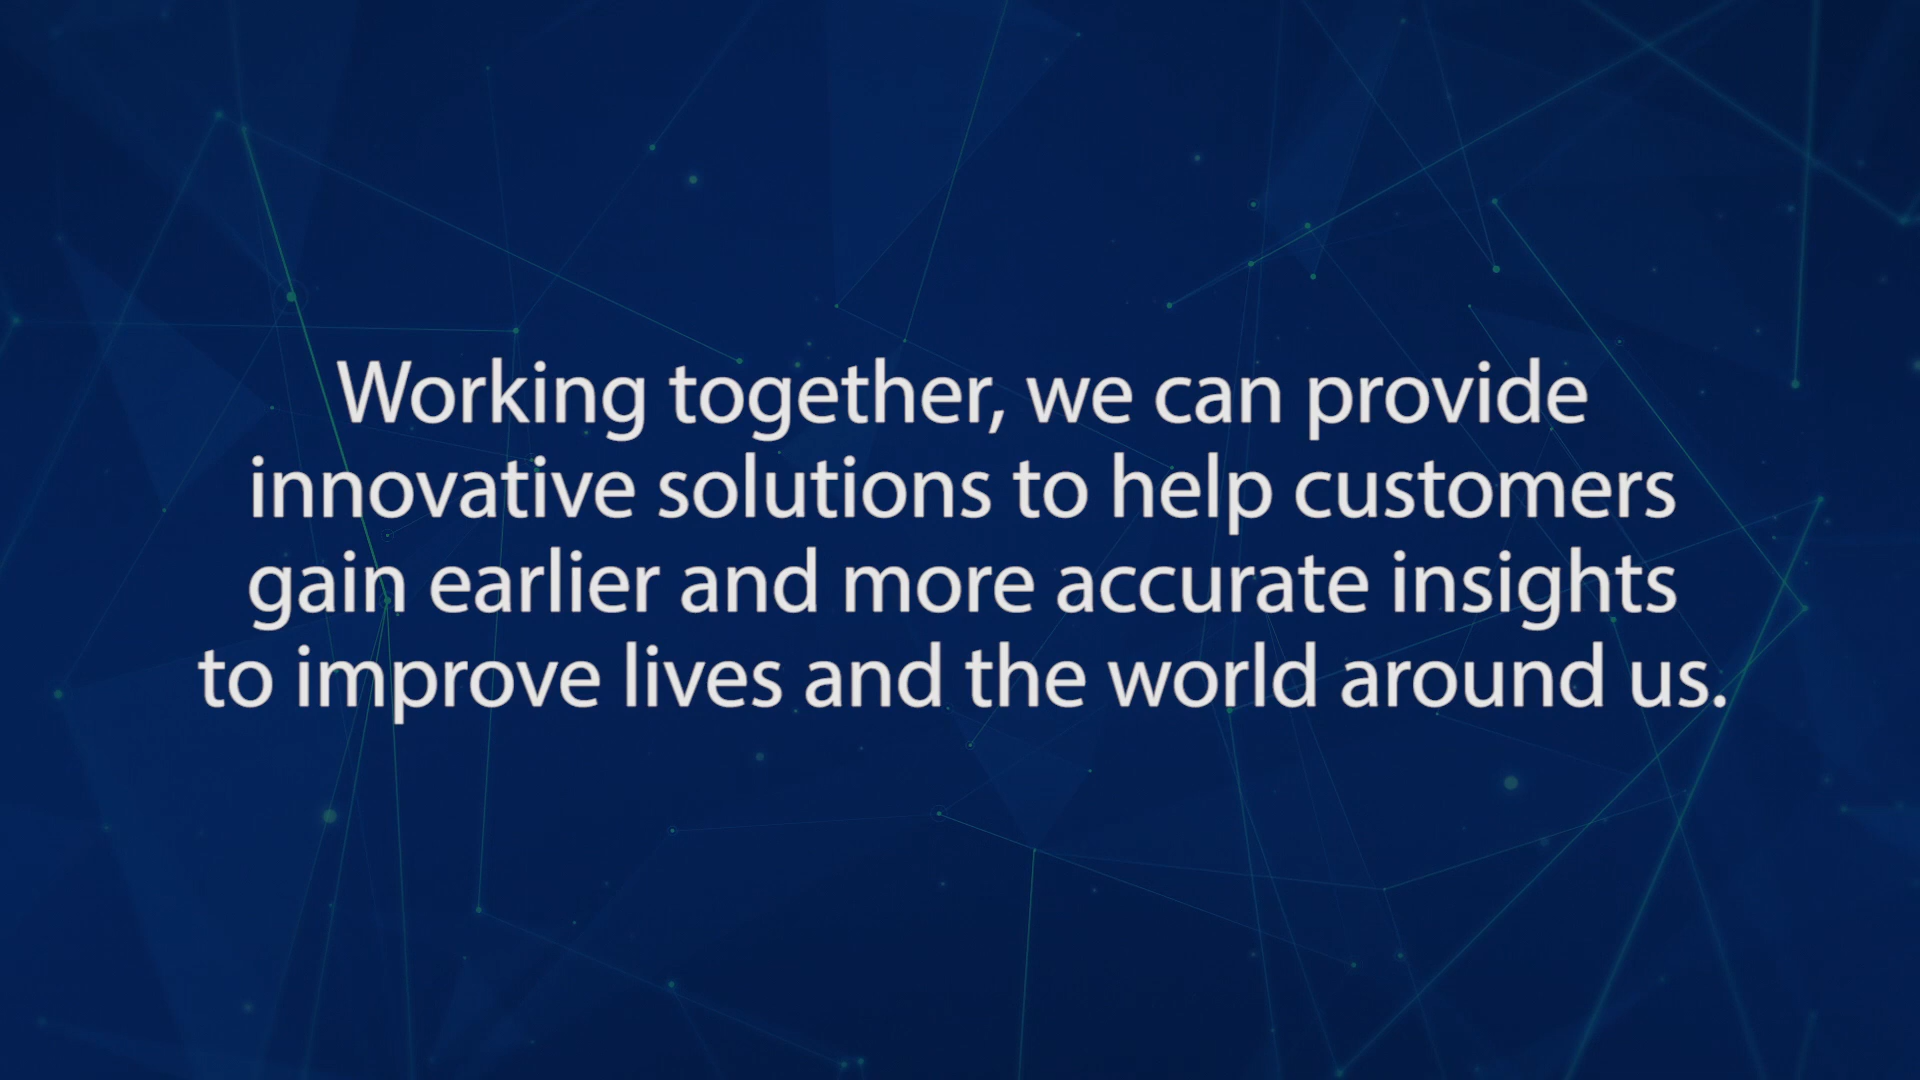 Working together, we can provide
innovative solutions to help customers
gain earlier and more accurate insights
to improve lives and the world around us.